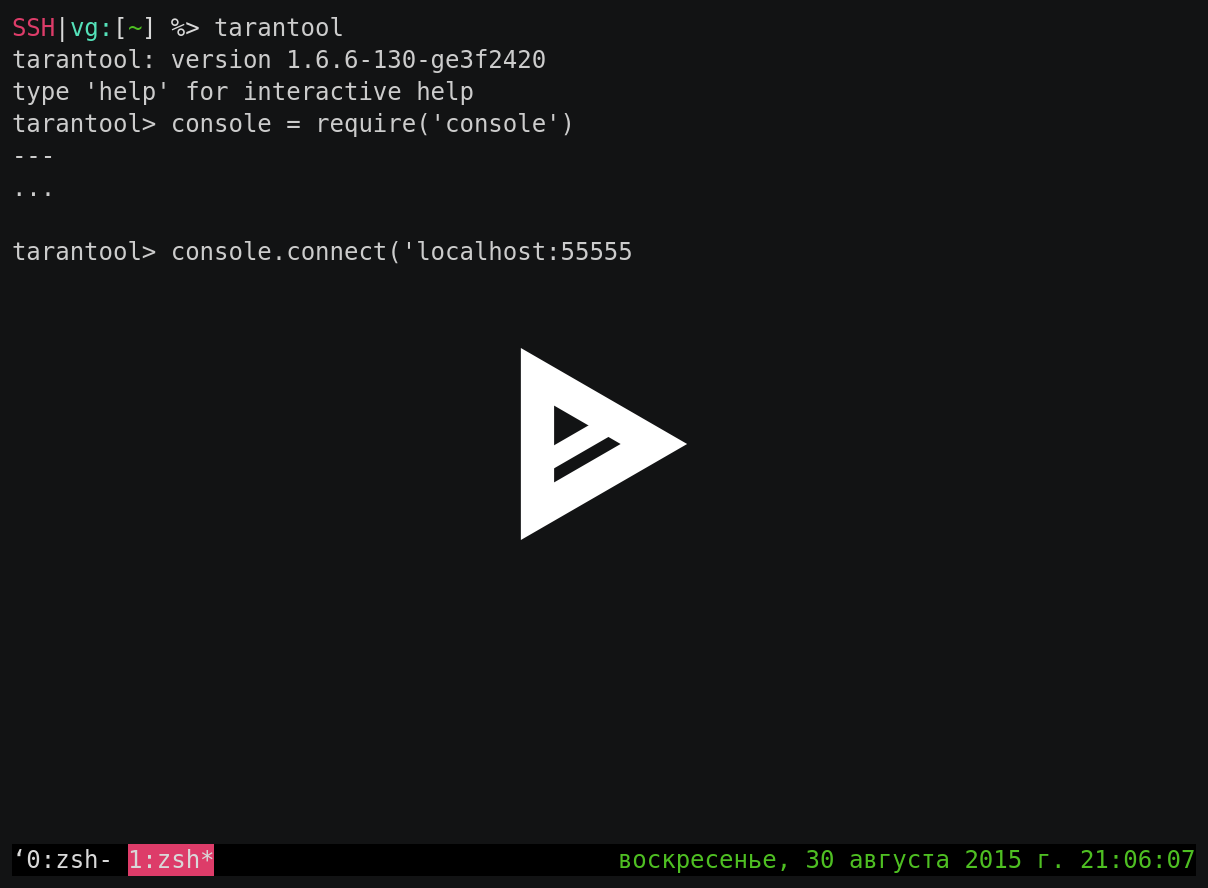 SSH|vg:[~] %> tarantool
tarantool: version 1.6.6-130-ge3f2420
type 'help' for interactive help
tarantool> console = require('console')
---
...
tarantool> console.connect('localhost:55555
‘0:zsh- 1:zsh* воскресенье, 30 августа 2015 г. 21:06:07